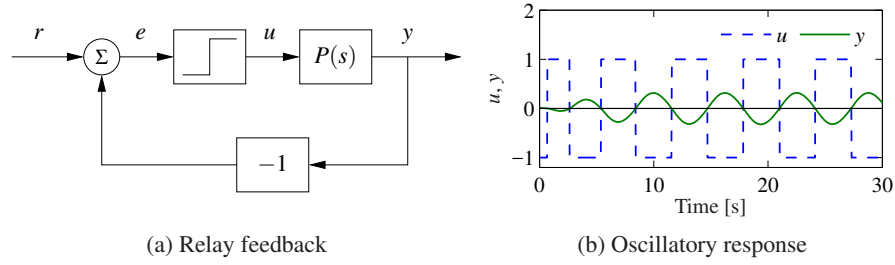 r
Σ
e
u
P(s)
y
−1
(a) Relay feedback
2
1
0
−1
u, y
u
y
0 10 20 30
Time [s]
(b) Oscillatory response